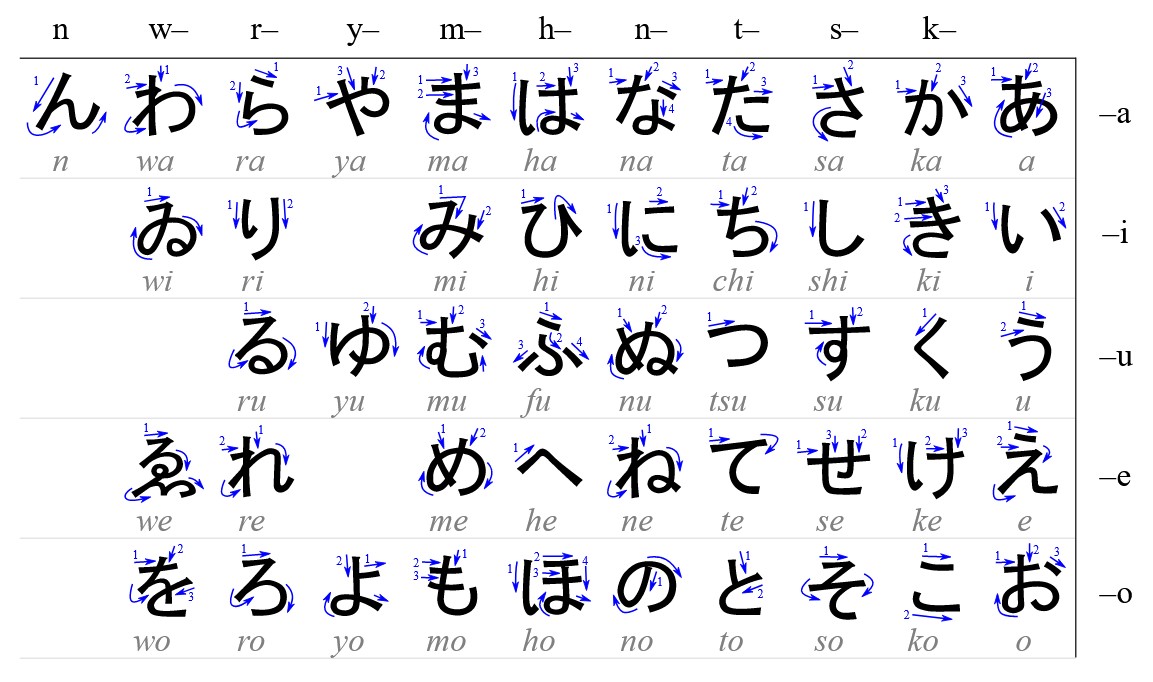 n w– r– y– m– h– n– t– s– k–
ん わ ら や ま は な た さ か あ –a
n wa ra ya ma ha na ta sa ka a
ゐ り み ひ に ち し き い –i
wi ri mi hi ni chi shi ki i
る ゆ む ふ ぬ つ す く う –u
ru yu mu fu nu tsu su ku u
ゑ れ め へ ね て せ け え –e
we re me he ne te se ke e
を ろ よ も ほ の と そ こ お –o
wo ro yo mo ho no to so ko o